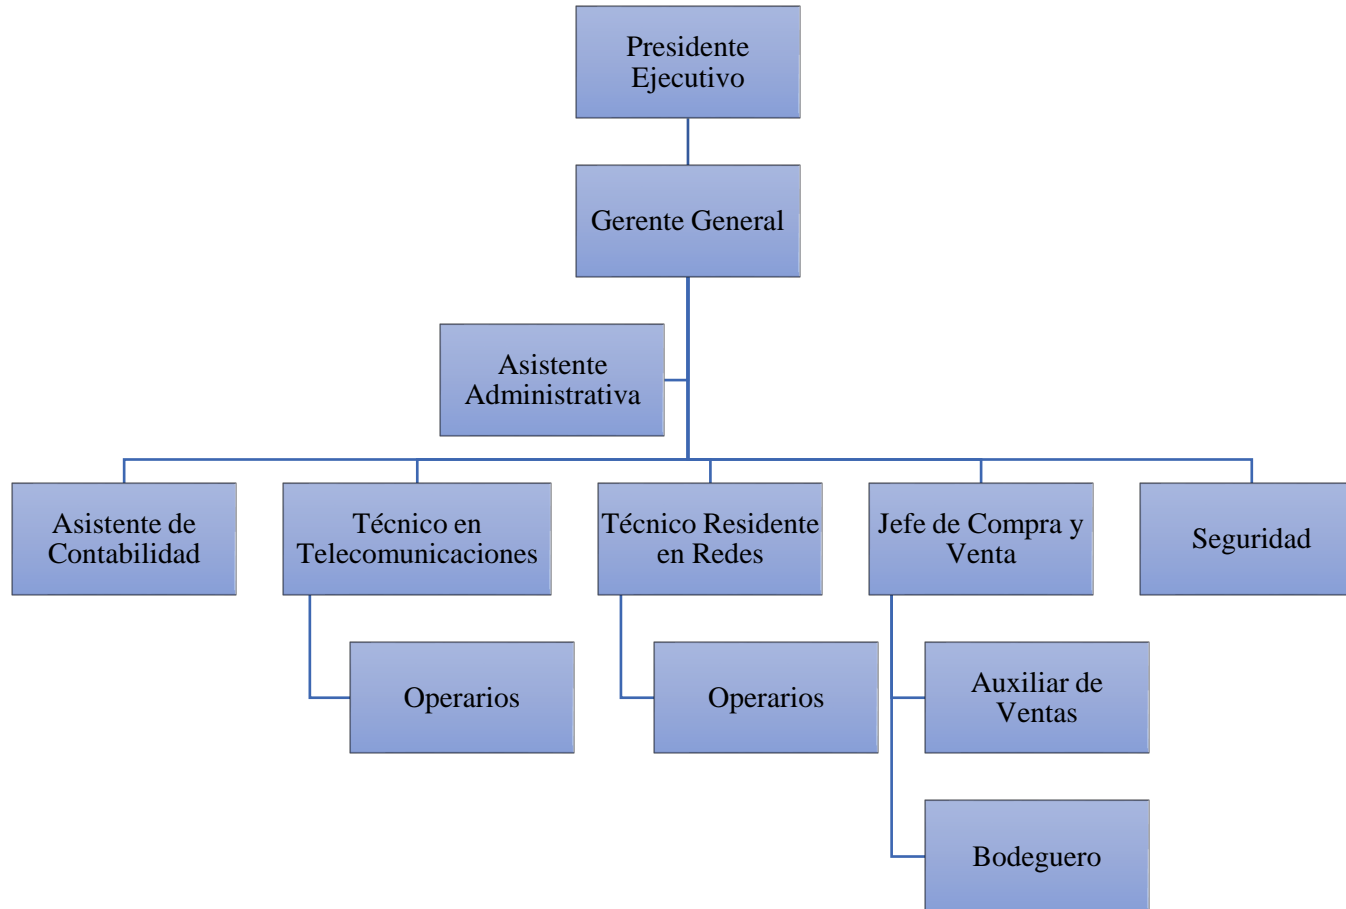 Presidente
Ejecutivo
Gerente General
Asistente
Administrativa
Asistente de
Contabilidad
Técnico en
Telecomunicaciones
Técnico Residente
en Redes
Jefe de Compra y
Venta
Seguridad
Operarios
Operarios
Auxiliar de
Ventas
Bodeguero